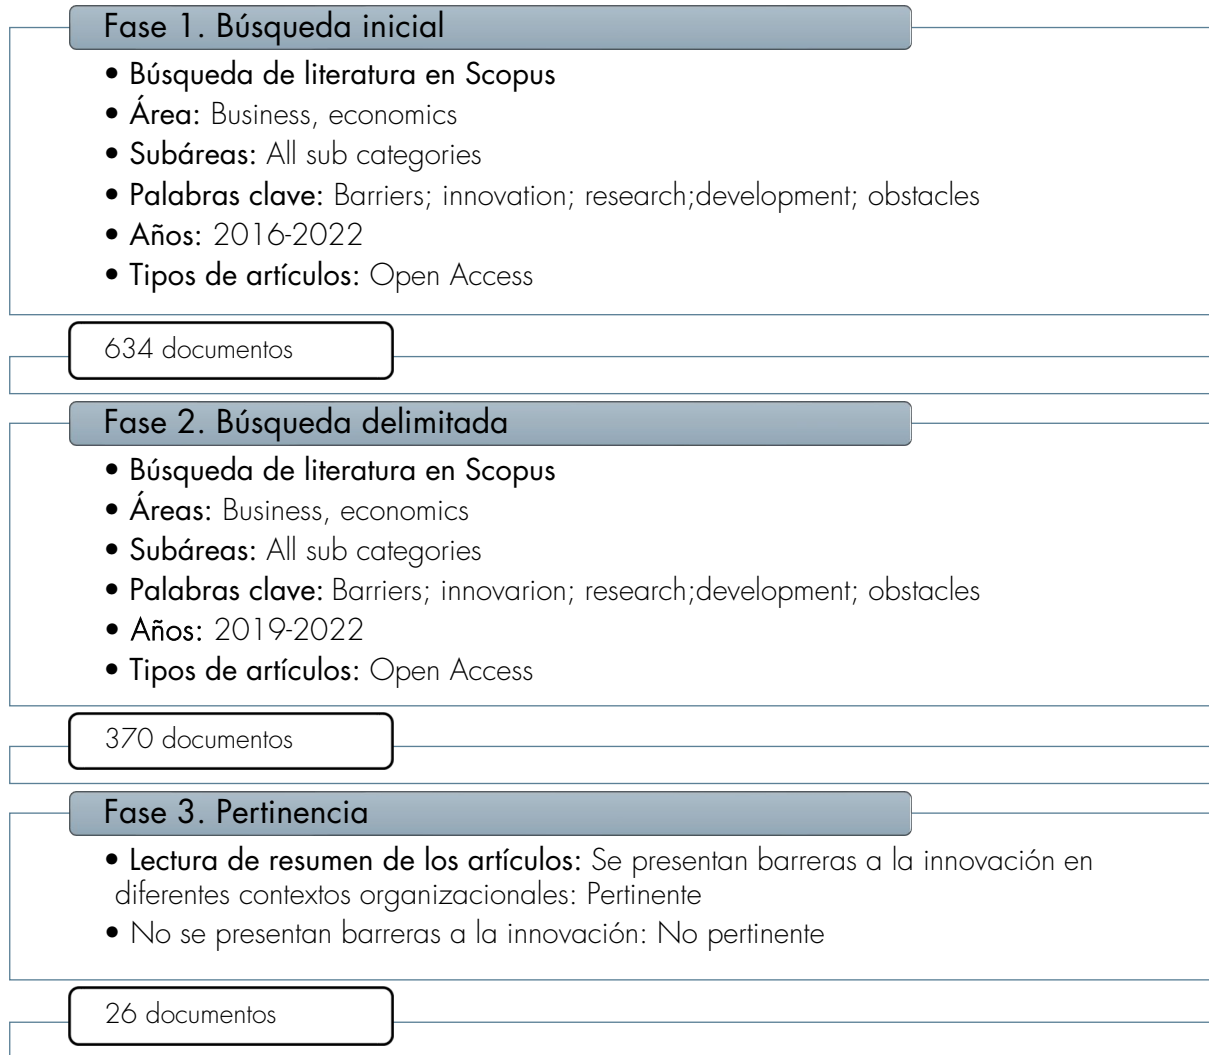 Fase 1. Búsqueda inicial
• Búsqueda de literatura en Scopus
• Área: Business, economics
• Subáreas: All sub categories
• Palabras clave: Barriers; innovation; research;development; obstacles
• Años: 2016-2022
• Tipos de artículos: Open Access
634 documentos
Fase 2. Búsqueda delimitada
• Búsqueda de literatura en Scopus
• Áreas: Business, economics
• Subáreas: All sub categories
• Palabras clave: Barriers; innovarion; research;development; obstacles
• Años: 2019-2022
• Tipos de artículos: Open Access
370 documentos
Fase 3. Pertinencia
• Lectura de resumen de los artículos: Se presentan barreras a la innovación en
diferentes contextos organizacionales: Pertinente
• No se presentan barreras a la innovación: No pertinente
26 documentos